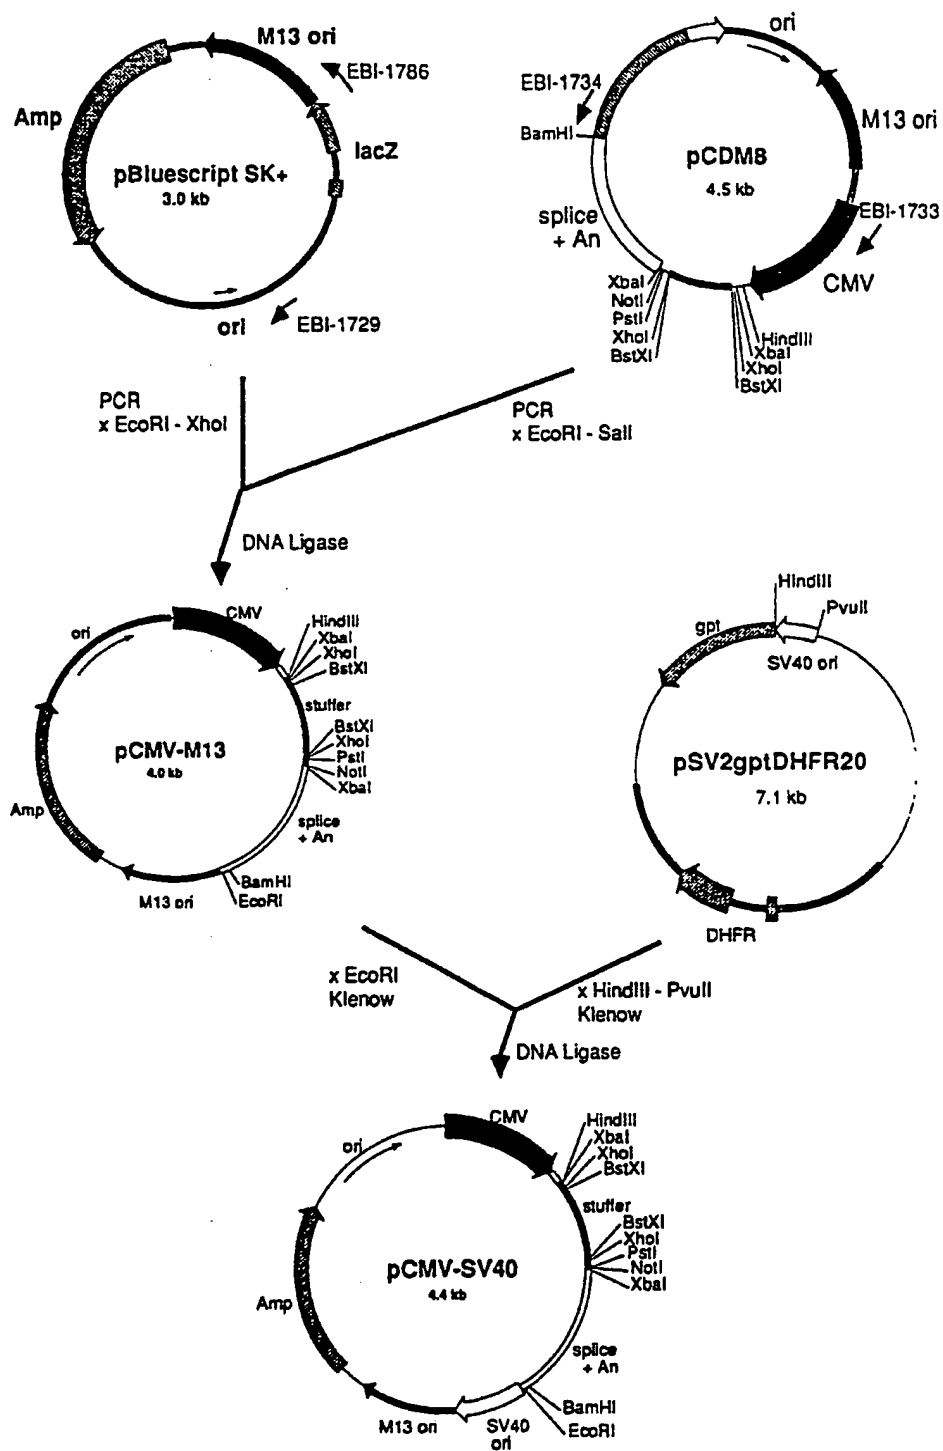 M13 ori
EBI-1786
Amp
lacZ
pBluescript SK+
3.0 kb
ori
EBI-1729
ori
EBI-1734
BamHI
M13 ori
pCDM8
4.5 kb
EBI-1733
splice
+ An
CMV
XbaI
NotI
PstI
XhoI
BstXI
HindIII
XbaI
XhoI
BstXI
PCR
x EcoRI - XhoI
PCR
x EcoRI - SalI
DNA Ligase
CMV
ori
HindIII
XbaI
XhoI
BstXI
stuffer
BstXI
XhoI
PstI
NotI
XbaI
pCMV-M13
4.0 kb
Amp
splice
+ An
BamHI
EcoRI
M13 ori
HindIII
PvuII
gpt
SV40 ori
pSV2gptDHFR20
7.1 kb
DHFR
x EcoRI
Klenow
x HindIII - PvuII
Klenow
DNA Ligase
CMV
ori
HindIII
XbaI
XhoI
BstXI
stuffer
BstXI
XhoI
PstI
NotI
XbaI
pCMV-SV40
4.4 kb
Amp
splice
+ An
BamHI
EcoRI
M13 ori
SV40
ori